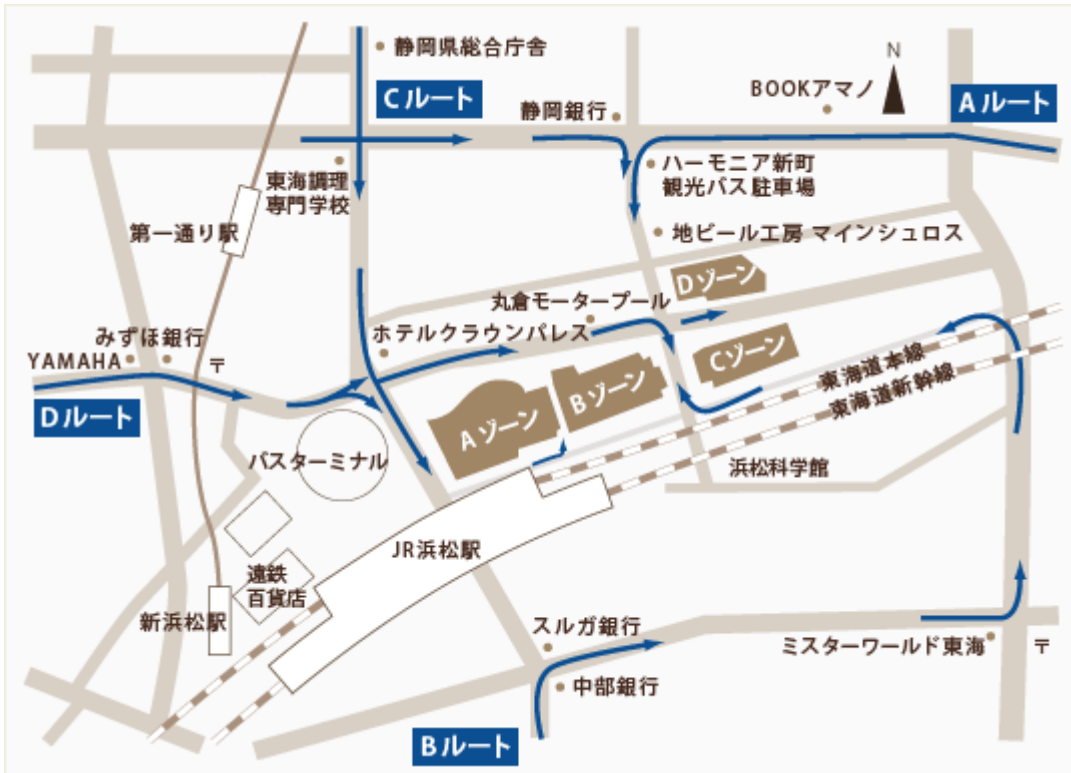 静岡県総合庁舎
N
BOOKアマノ
Cルート
Aルート
静岡銀行
東海調理
専門学校
ハーモニア新町
観光バス駐車場
第一通り駅
地ビール工房 マインシュロス
Dゾーン
丸倉モータープール
みずほ銀行
ホテルクラウンパレス
YAMAHA
〒
Cゾーン
東海道本線
東海道新幹線
Bゾーン
Aゾーン
Dルート
バスターミナル
浜松科学館
JR浜松駅
遠鉄
百貨店
新浜松駅
スルガ銀行
ミスターワールド東海
〒
中部銀行
Bルート